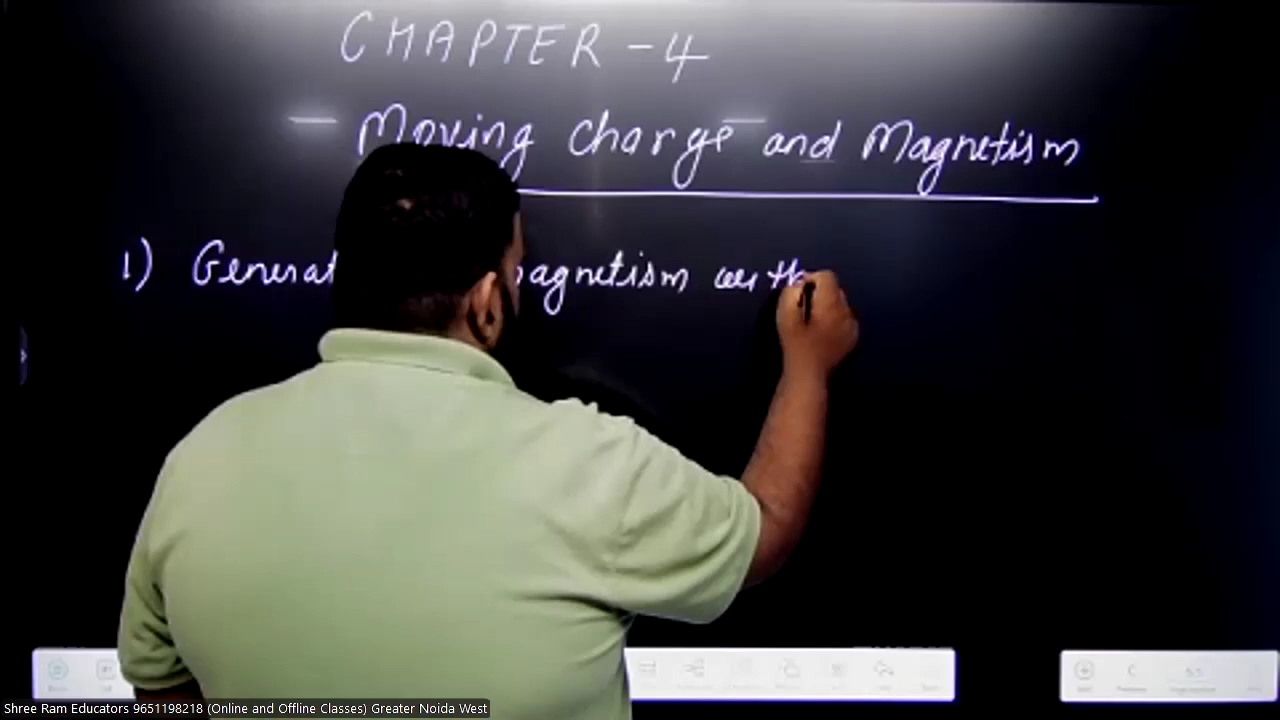 CHAPTER - 4
Moving Charge and Magnetism
1) Generat agnetism with
Shree Ram Educators 9651198218 (Online and Offline Classes) Greater Noida West